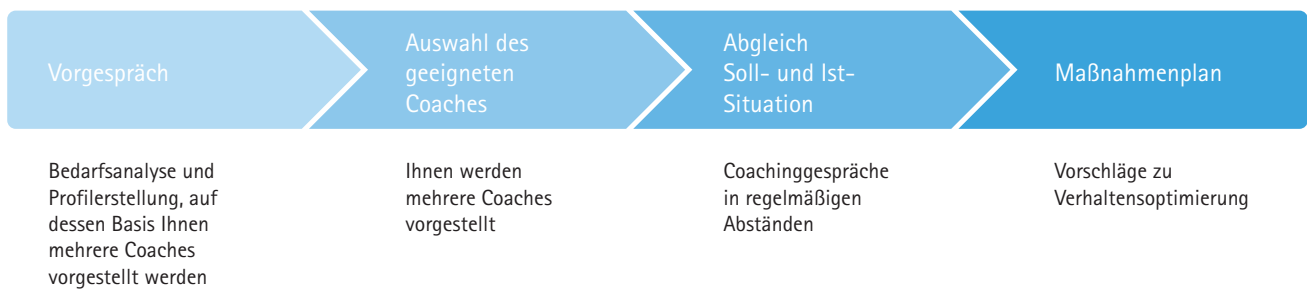 Vorgespräch
Auswahl des
geeigneten
Coaches
Abgleich
Soll- und Ist-
Situation
Maßnahmenplan
Bedarfsanalyse und
Profilerstellung, auf
dessen Basis Ihnen
mehrere Coaches
vorgestellt werden
Ihnen werden
mehrere Coaches
vorgestellt
Coachinggespräche
in regelmäßigen
Abständen
Vorschläge zu
Verhaltensoptimierung